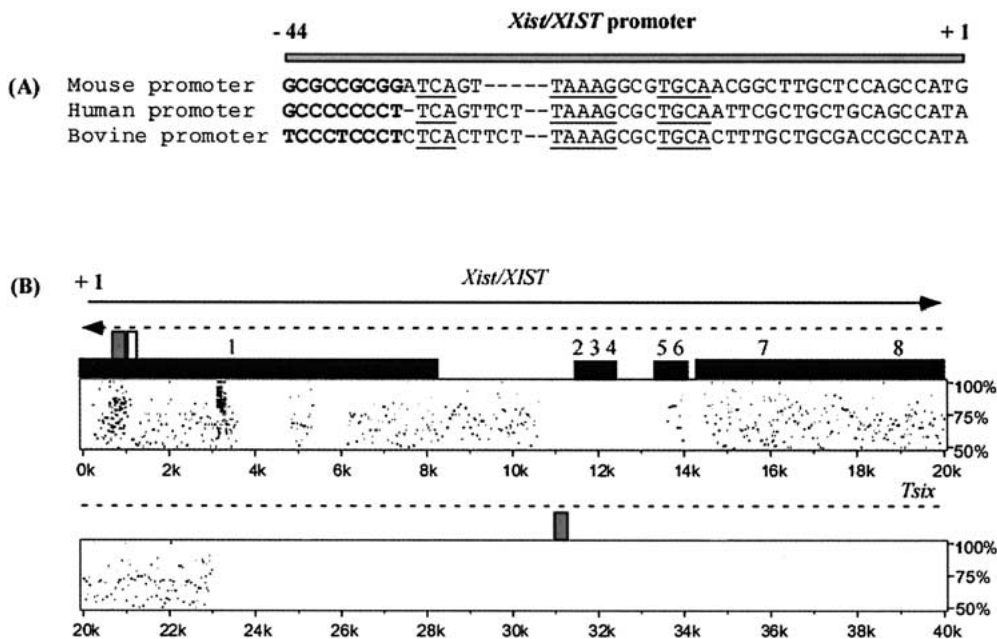 Xist/XIST promoter
- 44 + 1
(A) Mouse promoter GCGCCGCGGATCAGT-----TAAAGGCGTGCAACGGCTTGCTCCAGCCATG
Human promoter GCGCCCCCT-TCAGTTCT--TAAAGCGCTGCAATTCGCTGCTGCAGCCATA
Bovine promoter TCCCTCCCTCTCACTTCT--TAAAGCGCTGCACTTTGCTGCGACCGCCATA
(B) + 1 Xist/XIST
1 2 3 4 5 6 7 8
100%
75%
50%
0k 2k 4k 6k 8k 10k 12k 14k 16k 18k 20k
Tsix
100%
75%
50%
20k 22k 24k 26k 28k 30k 32k 34k 36k 38k 40k